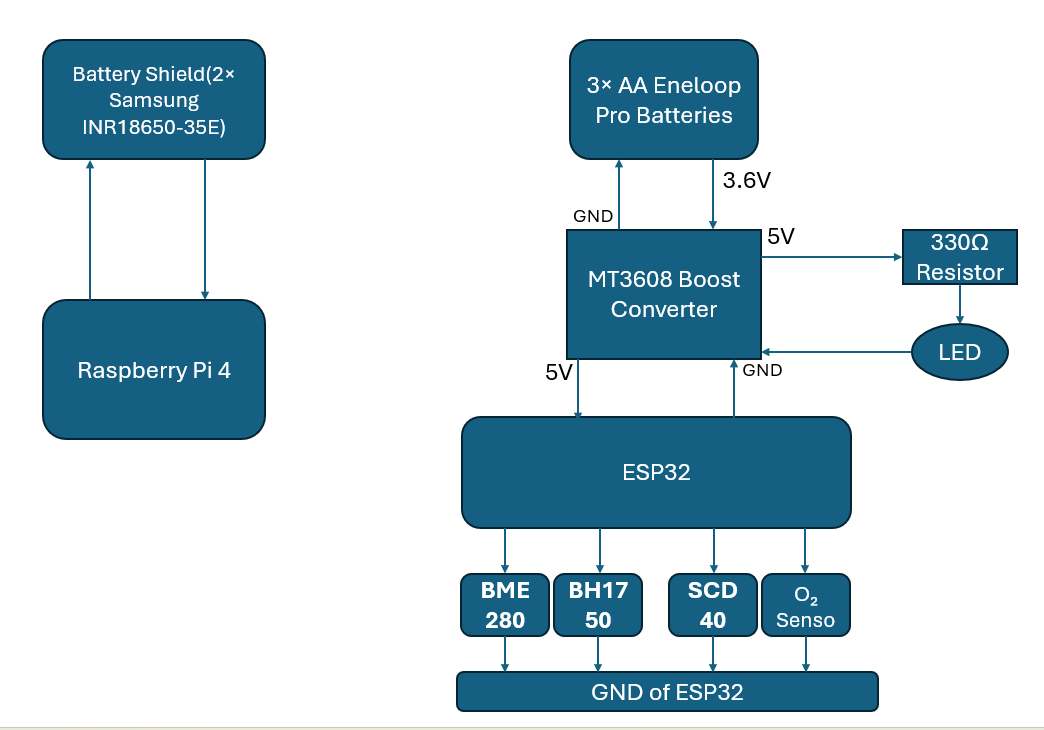 Battery Shield(2×
Samsung
INR18650-35E)
3× AA Eneloop
Pro Batteries
3.6V
GND
5V
330Ω
Resistor
MT3608 Boost
Converter
Raspberry Pi 4
LED
5V
GND
ESP32
BME
280
BH17
50
SCD
40
O₂
Senso
GND of ESP32